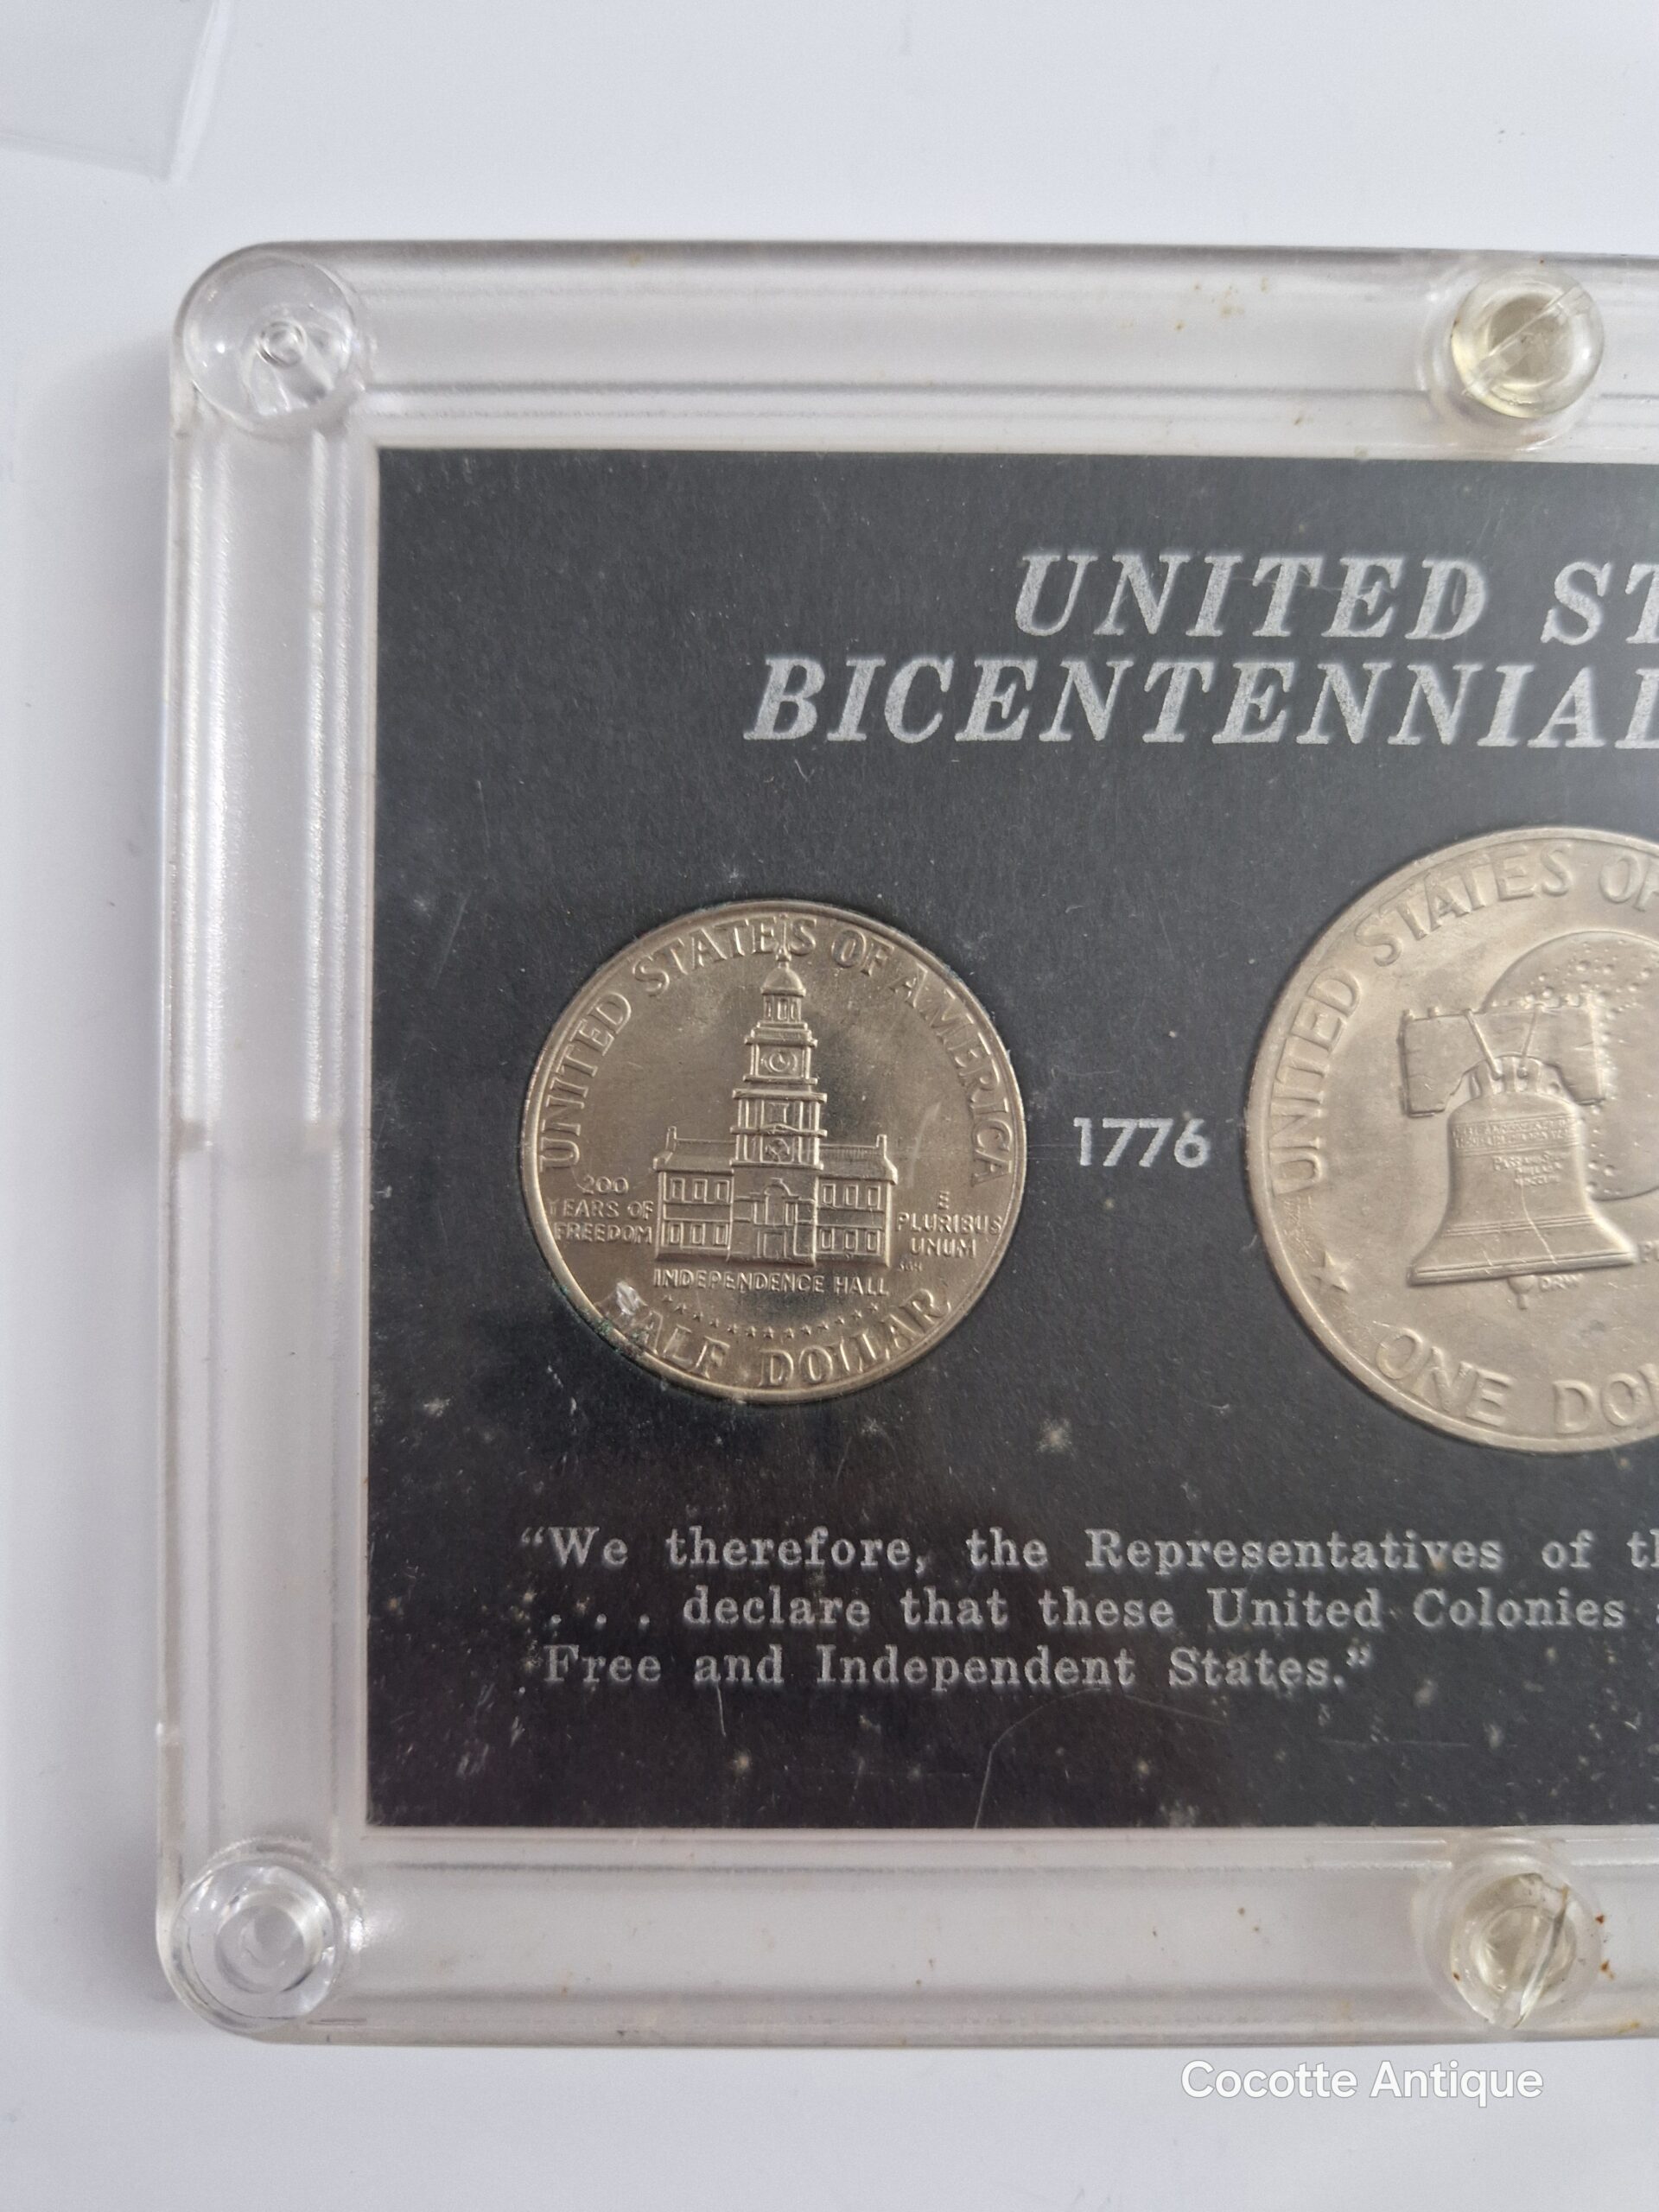 UNITED ST
BICENTENNIAL
UNITED STATES OF AMERICA
200
YEARS OF
FREEDOM
E
PLURIBUS
UNUM
INDEPENDENCE HALL
HALF DOLLAR
1776
UNITED STATES OF
ONE DO
"We therefore, the Representatives of th
. . . declare that these United Colonies
Free and Independent States."
Cocotte Antique